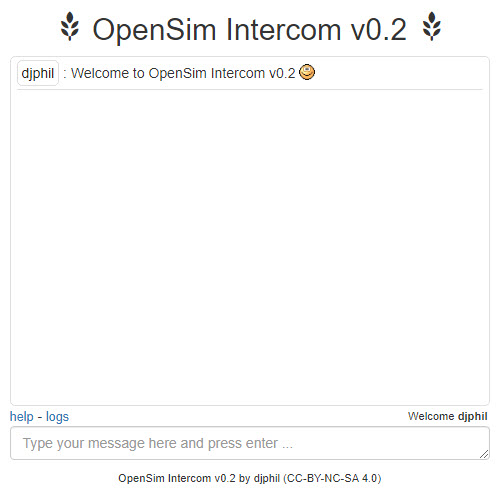 OpenSim Intercom v0.2
djphil : Welcome to OpenSim Intercom v0.2
help - logs
Welcome djphil
Type your message here and press enter ...
OpenSim Intercom v0.2 by djphil (CC-BY-NC-SA 4.0)